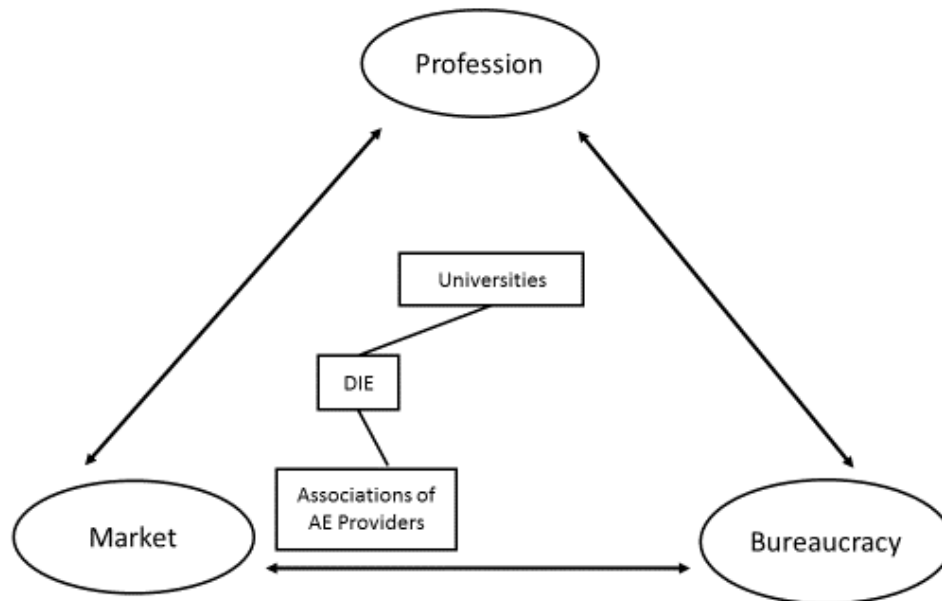 Profession
Universities
DIE
Associations of
AE Providers
Market
Bureaucracy